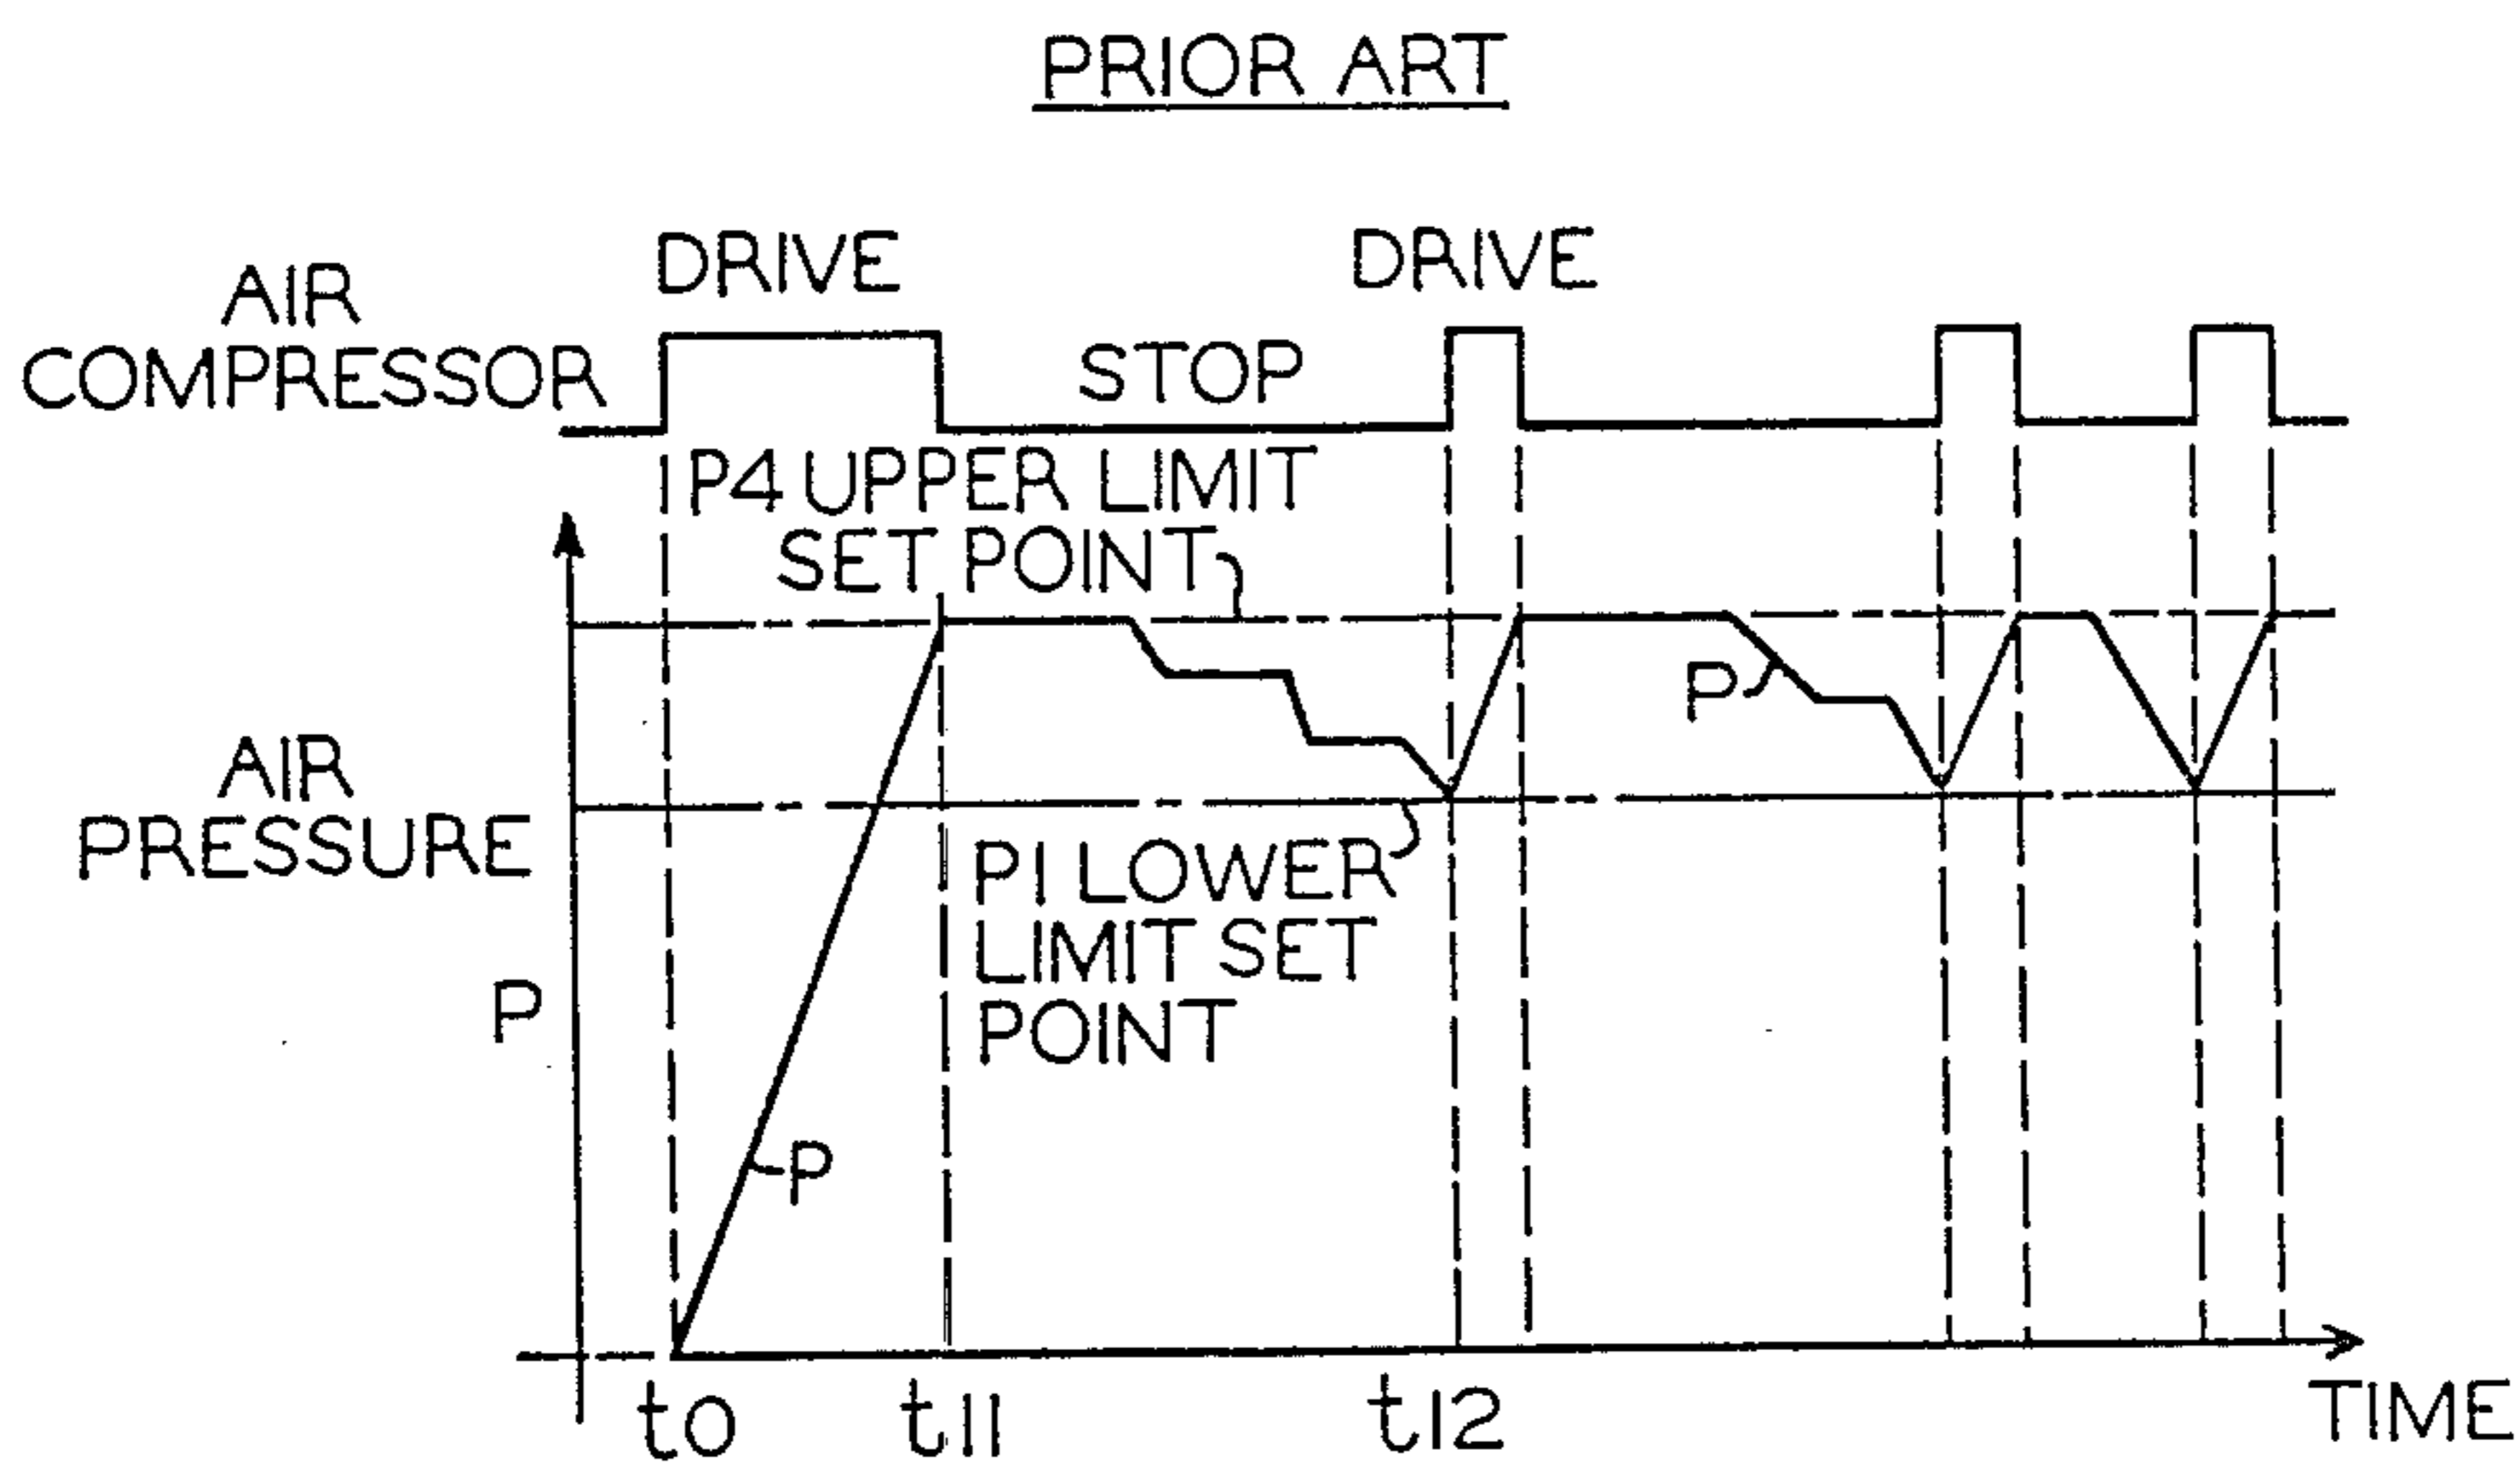 PRIOR ART
DRIVE
DRIVE
AIR
COMPRESSOR
STOP
P4 UPPER LIMIT
SET POINT
P
AIR
PRESSURE
P1 LOWER
LIMIT SET
POINT
P
P
t0
t11
t12
TIME